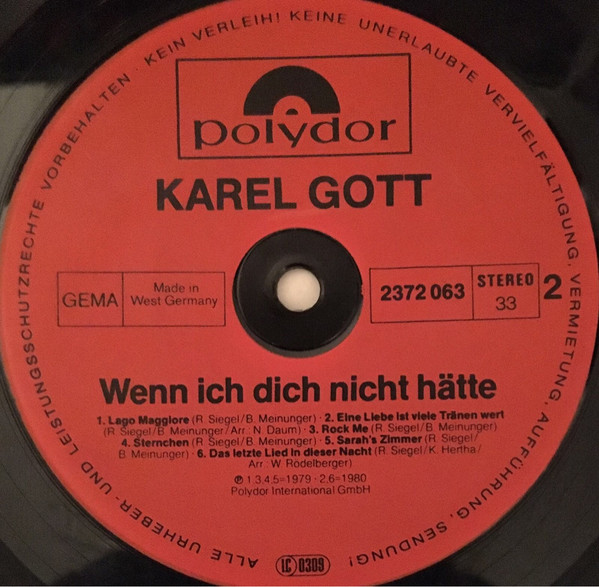 ALLE URHEBER- UND LEISTUNGSSCHUTZRECHTE VORBEHALTEN · KEIN VERLEIH! KEINE UNERLAUBTE VERVIELFÄLTIGUNG, VERMIETUNG, AUFFÜHRUNG, SENDUNG!
polydor
KAREL GOTT
GEMA
Made in
West Germany
2372 063
STEREO
33
2
Wenn ich dich nicht hätte
1. Lago Maggiore (R. Siegel/B. Meinunger) · 2. Eine Liebe ist viele Tränen wert
(R. Siegel/B. Meinunger/Arr.: N. Daum) · 3. Rock Me (R. Siegel/B. Meinunger)
4. Sternchen (R. Siegel/B. Meinunger) · 5. Sarah's Zimmer (R. Siegel/
B. Meinunger) · 6. Das letzte Lied in dieser Nacht (R. Siegel/K. Hertha/
Arr.: W. Rödelberger)
℗ 1,3,4,5=1979 · 2,6=1980
Polydor International GmbH
LC 0309